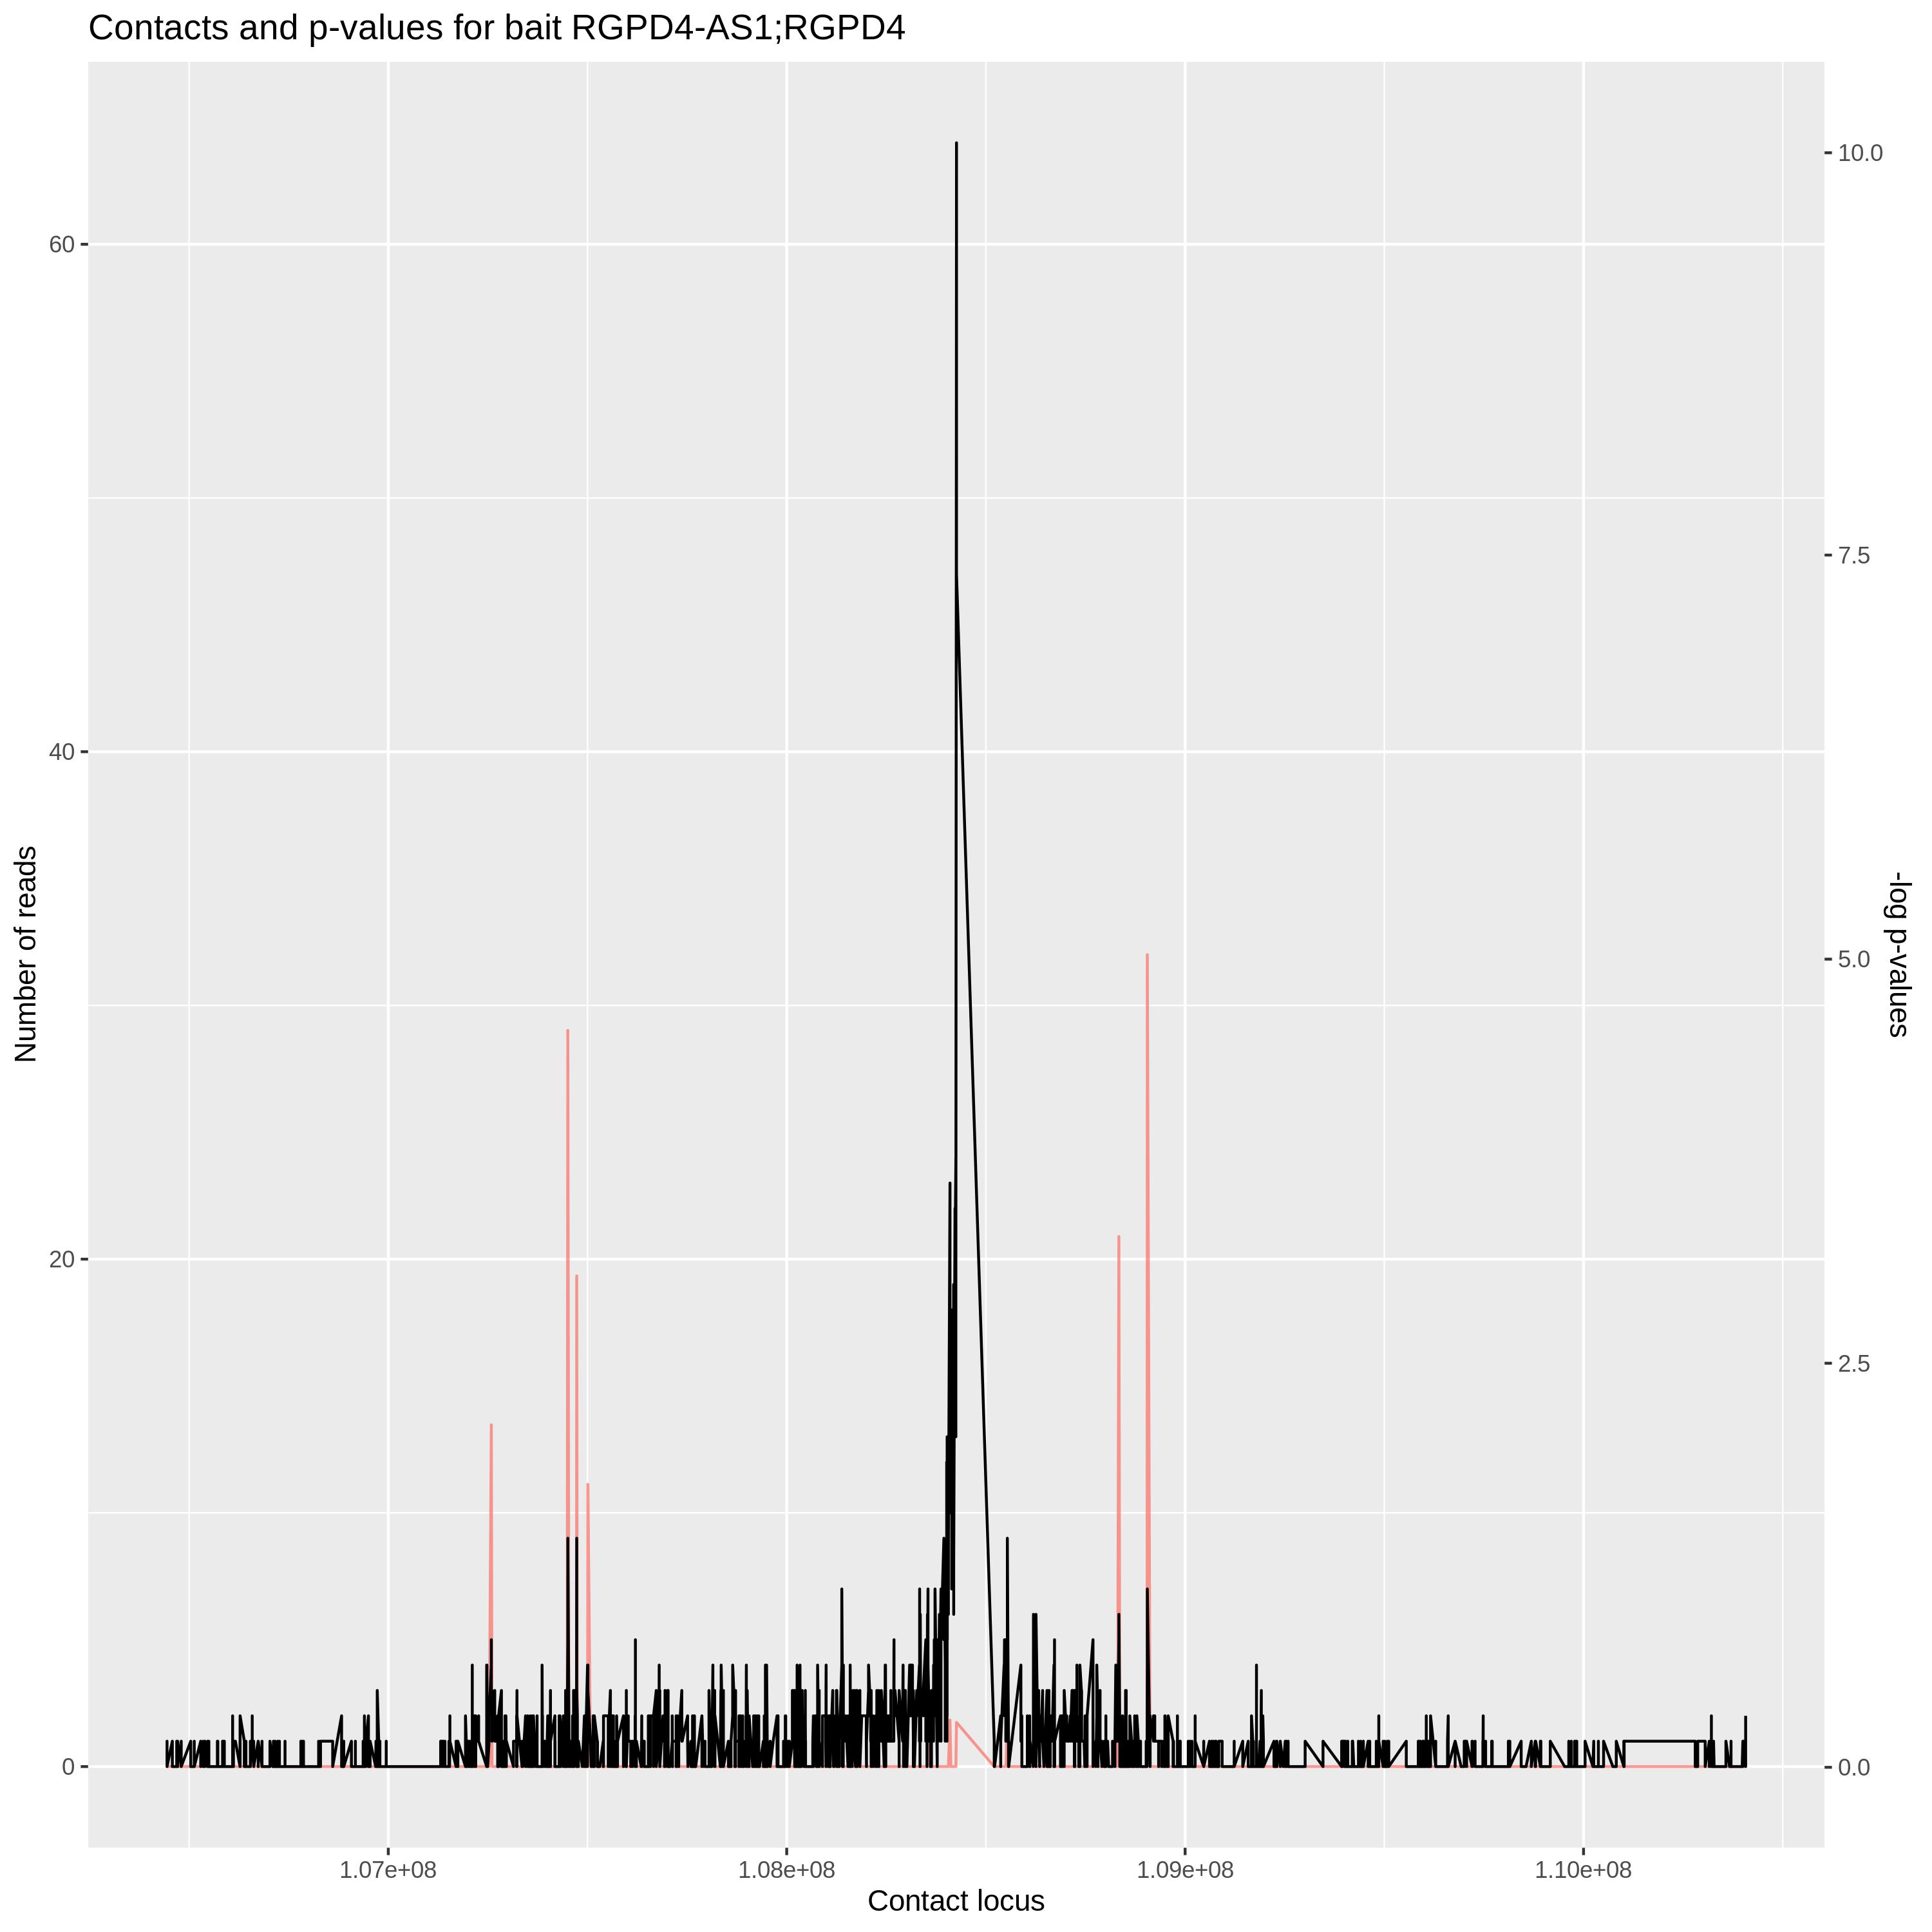 Contacts and p-values for bait RGPD4-AS1;RGPD4
60
40
20
0
Number of reads
10.0
7.5
5.0
2.5
0.0
-log p-values
1.07e+08
1.08e+08
1.09e+08
1.10e+08
Contact locus